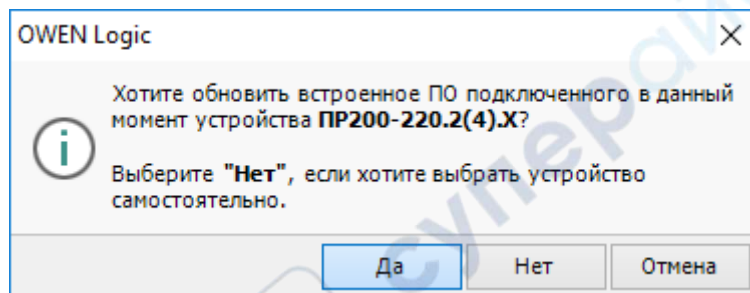 OWEN Logic
Хотите обновить встроенное ПО подключенного в данный
момент устройства ПР200-220.2(4).X?
Выберите "Нет", если хотите выбрать устройство
самостоятельно.
Да
Нет
Отмена
супер